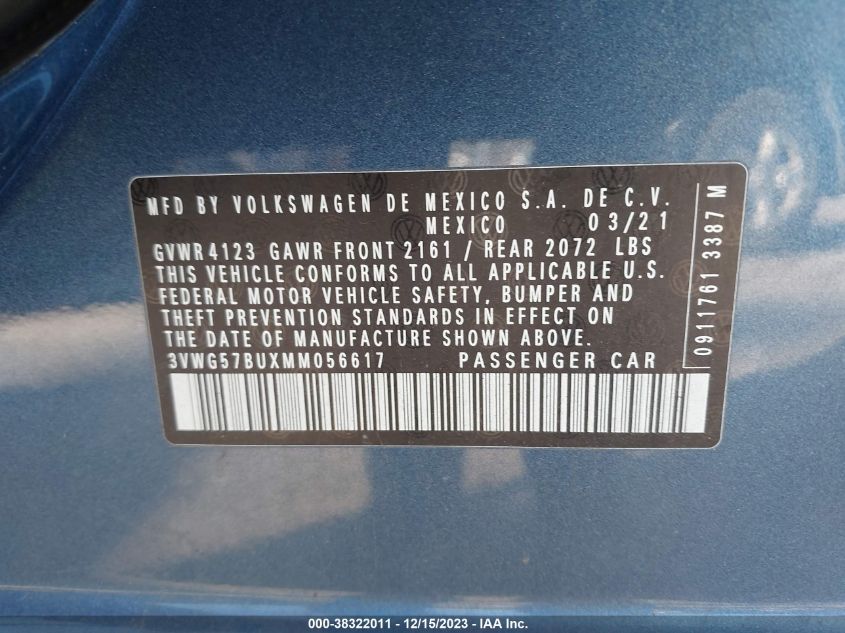 MFD BY VOLKSWAGEN DE MEXICO S.A. DE C.V.
MEXICO 03/21
GVWR 4123 GAWR FRONT 2161 / REAR 2072 LBS
THIS VEHICLE CONFORMS TO ALL APPLICABLE U.S.
FEDERAL MOTOR VEHICLE SAFETY, BUMPER AND
THEFT PREVENTION STANDARDS IN EFFECT ON
THE DATE OF MANUFACTURE SHOWN ABOVE.
3VWG57BUXMM056617 PASSENGER CAR
0911761 3387 M
000-38322011 - 12/15/2023 - IAA Inc.